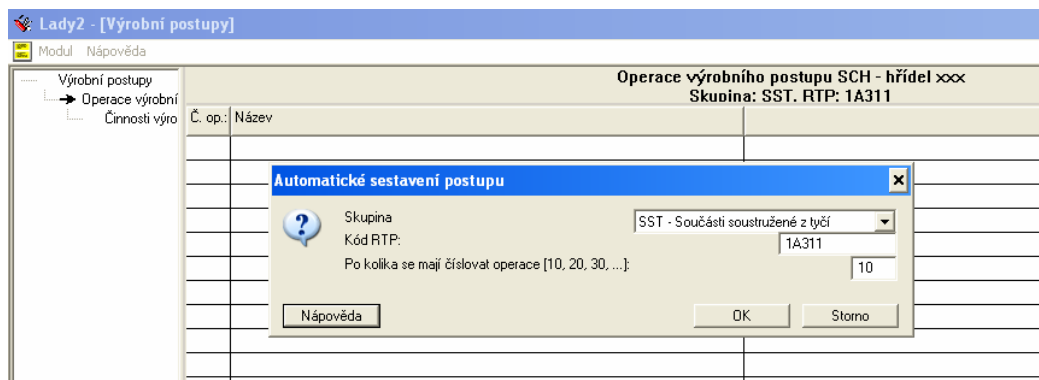 Lady2 - [Výrobní postupy]
Modul Nápověda
Výrobní postupy
Operace výrobní
Činnosti výro
Operace výrobního postupu SCH - hřídel xxx
Skupina: SST, RTP: 1A311
Č. op.: Název
Automatické sestavení postupu
Skupina SST - Součásti soustružené z tyčí
Kód RTP: 1A311
Po kolika se mají číslovat operace [10, 20, 30, ...]: 10
Nápověda OK Storno